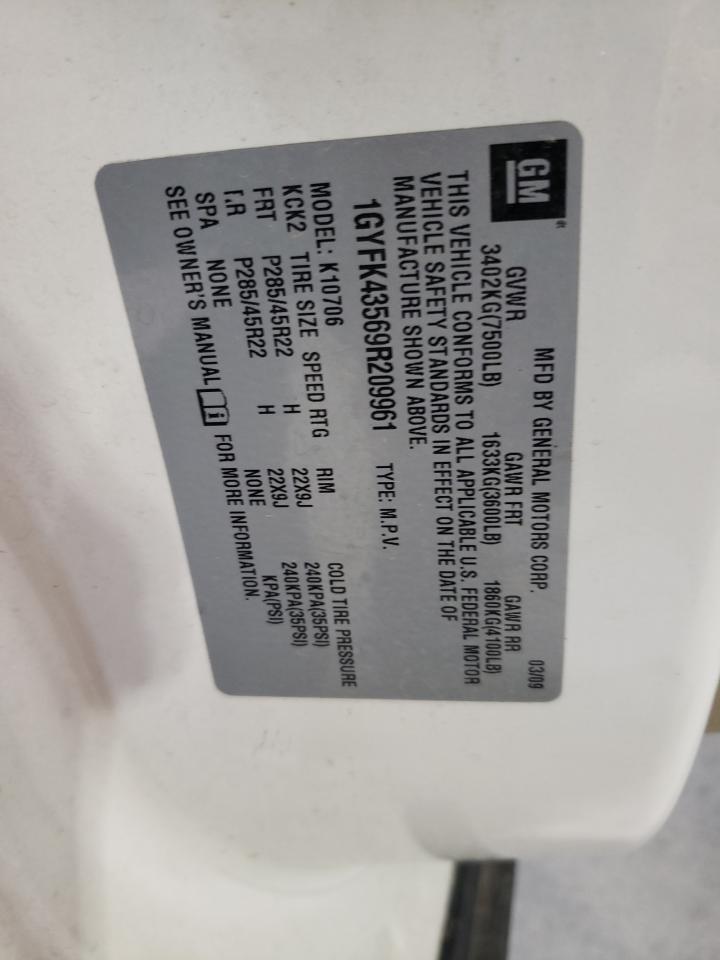 GM
MFD BY GENERAL MOTORS CORP. 03/09
GVWR GAWR FRT GAWR RR
3402KG(7500LB) 1633KG(3600LB) 1860KG(4100LB)
THIS VEHICLE CONFORMS TO ALL APPLICABLE U.S. FEDERAL MOTOR
VEHICLE SAFETY STANDARDS IN EFFECT ON THE DATE OF
MANUFACTURE SHOWN ABOVE.
1GYFK43569R209961 TYPE: M.P.V.
MODEL: K10706
KCK2 TIRE SIZE SPEED RTG RIM COLD TIRE PRESSURE
FRT P285/45R22 H 22X9J 240KPA(35PSI)
RR P285/45R22 H 22X9J 240KPA(35PSI)
SPA NONE NONE KPA(PSI)
SEE OWNER'S MANUAL i FOR MORE INFORMATION.